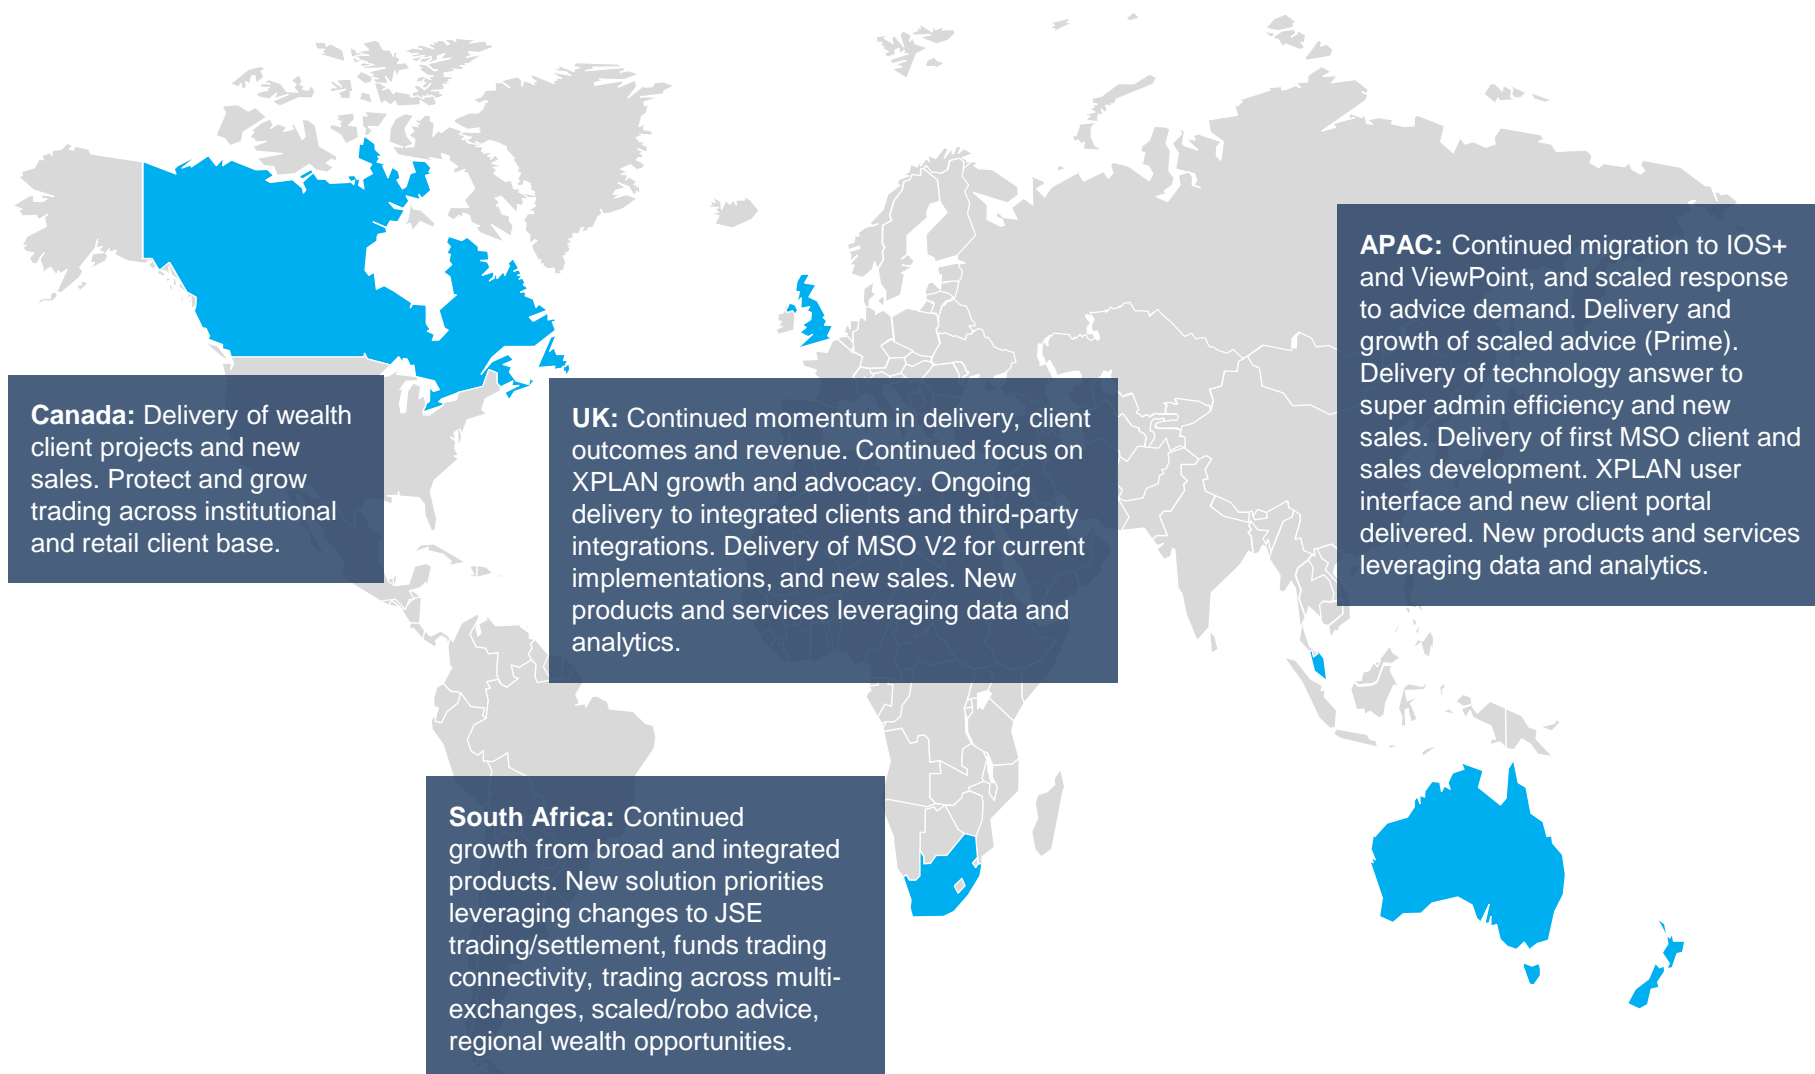 Canada: Delivery of wealth
client projects and new
sales. Protect and grow
trading across institutional
and retail client base.
UK: Continued momentum in delivery, client
outcomes and revenue. Continued focus on
XPLAN growth and advocacy. Ongoing
delivery to integrated clients and third-party
integrations. Delivery of MSO V2 for current
implementations, and new sales. New
products and services leveraging data and
analytics.
APAC: Continued migration to IOS+
and ViewPoint, and scaled response
to advice demand. Delivery and
growth of scaled advice (Prime).
Delivery of technology answer to
super admin efficiency and new
sales. Delivery of first MSO client and
sales development. XPLAN user
interface and new client portal
delivered. New products and services
leveraging data and analytics.
South Africa: Continued
growth from broad and integrated
products. New solution priorities
leveraging changes to JSE
trading/settlement, funds trading
connectivity, trading across multi-
exchanges, scaled/robo advice,
regional wealth opportunities.